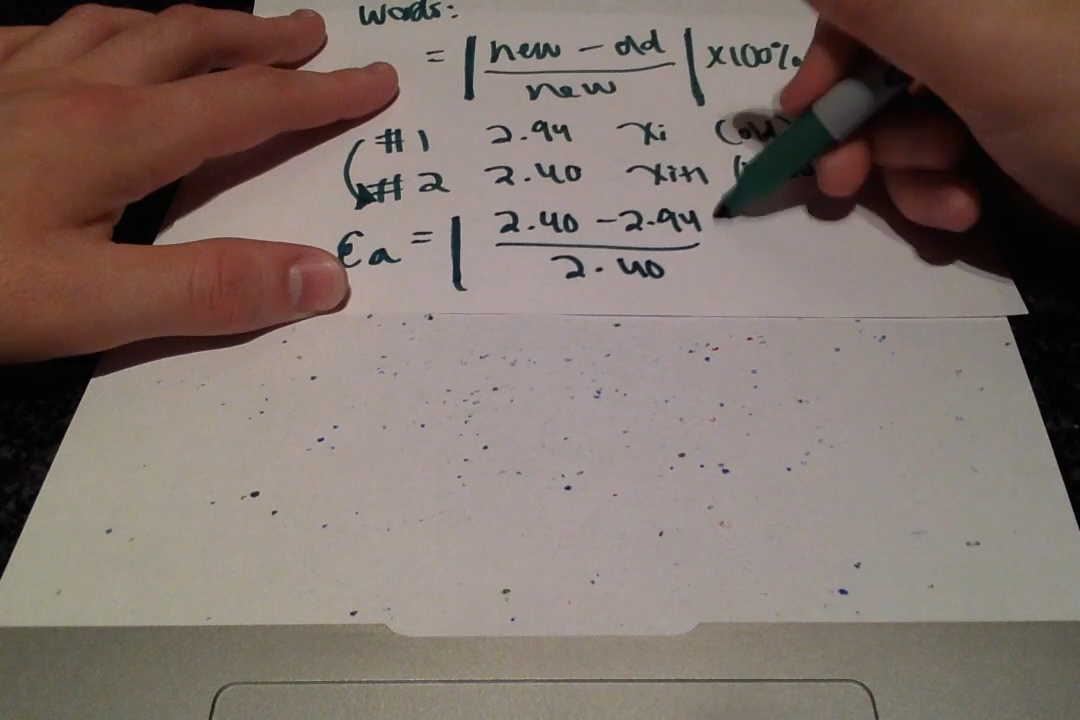 Words:
= | new - old / new | x100%
#1 2.94 xi (old)
#2 2.40 xi+1
Ea = | 2.40 - 2.94 / 2.40